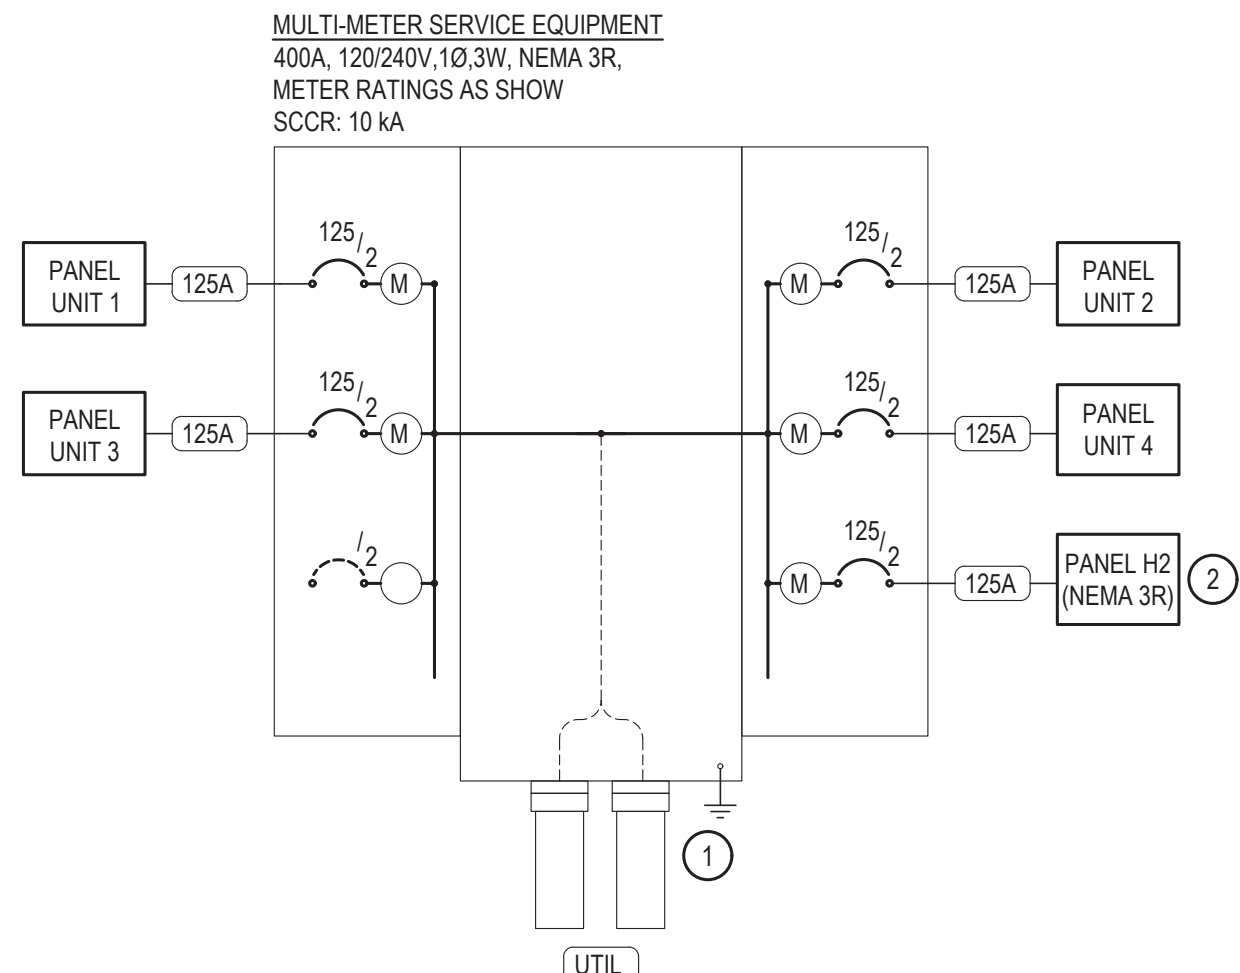 MULTI-METER SERVICE EQUIPMENT
400A, 120/240V,1Ø,3W, NEMA 3R,
METER RATINGS AS SHOW
SCCR: 10 kA
PANEL
UNIT 1
125A
125/2
M
M
125/2
125A
PANEL
UNIT 2
PANEL
UNIT 3
125A
125/2
M
M
125/2
125A
PANEL
UNIT 4
/2
M
125/2
125A
PANEL H2
(NEMA 3R)
2
1
UTIL